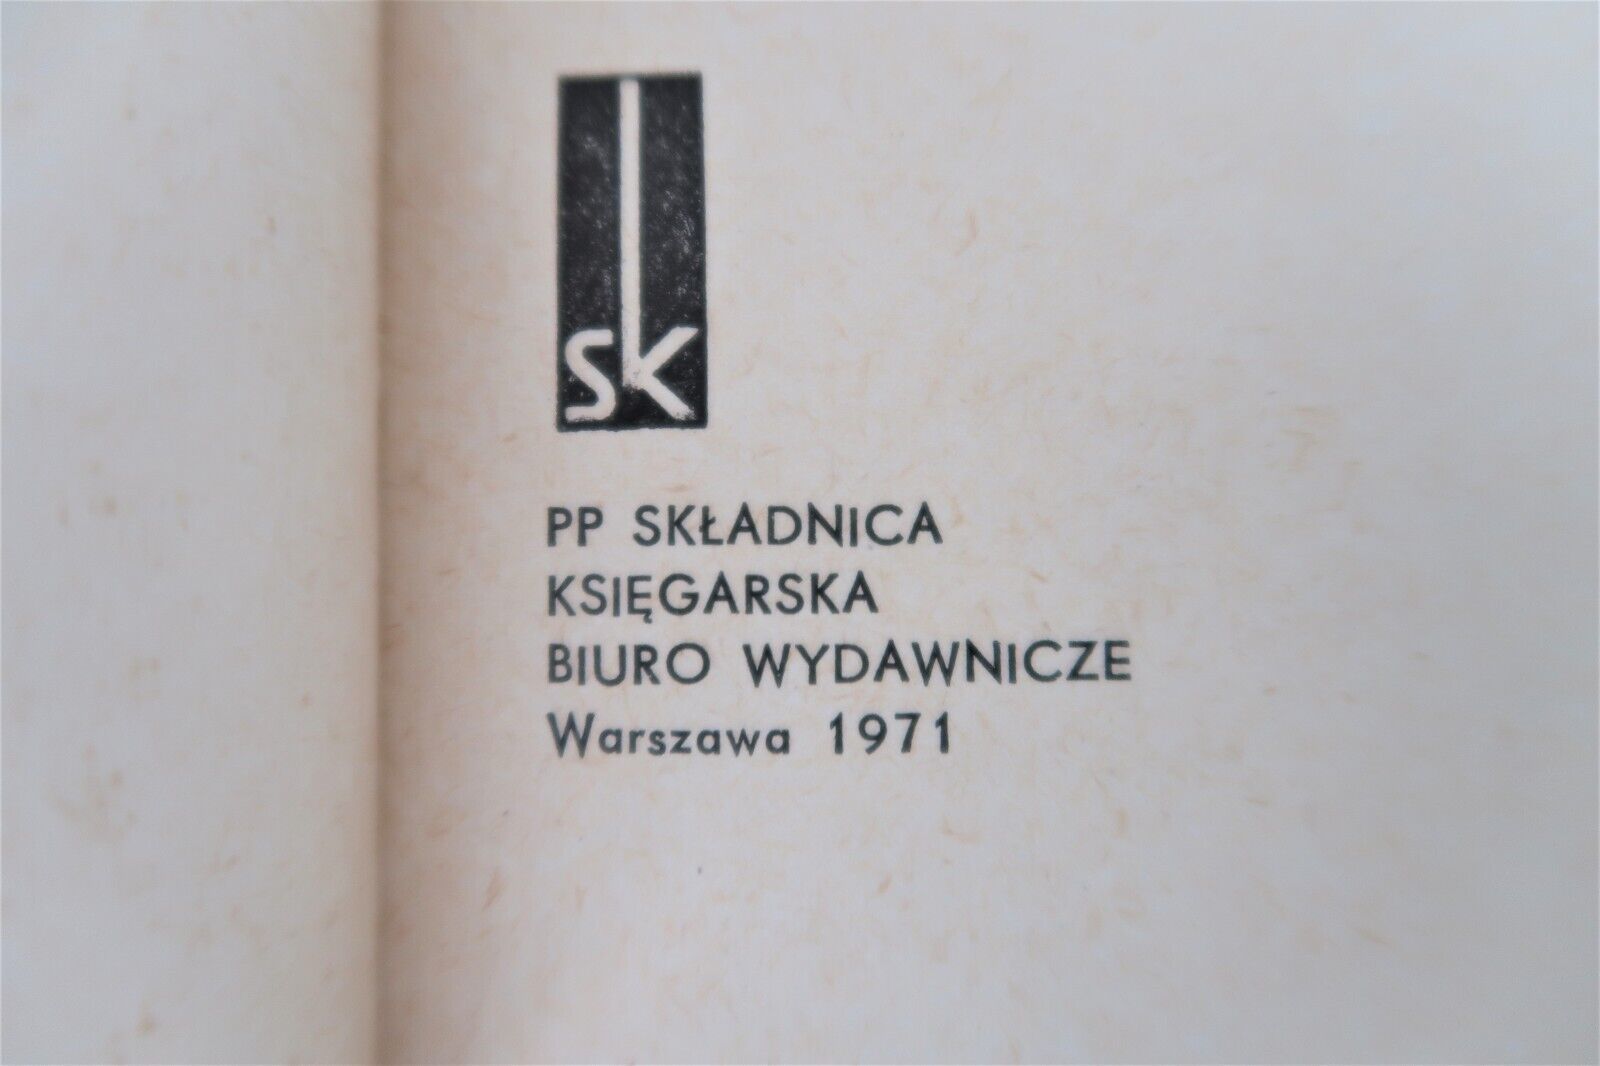 SK
PP SKŁADNICA
KSIĘGARSKA
BIURO WYDAWNICZE
Warszawa 1971